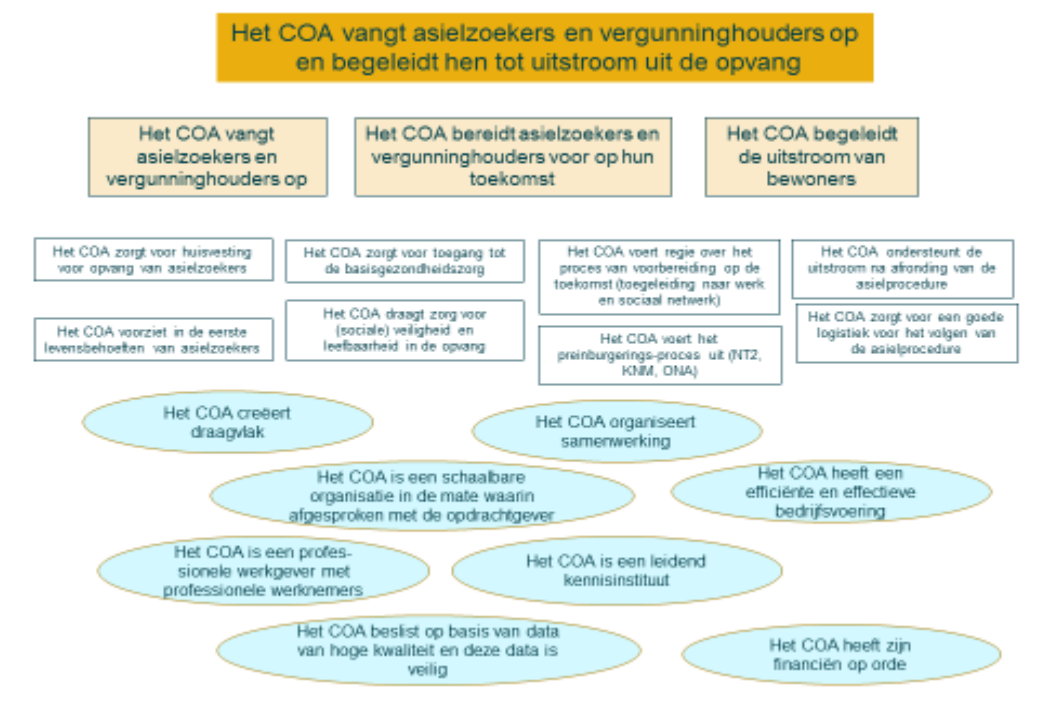 Het COA vangt asielzoekers en vergunninghouders op
en begeleidt hen tot uitstroom uit de opvang
Het COA vangt
asielzoekers en
vergunninghouders op
Het COA bereidt asielzoekers en
vergunninghouders voor op hun
toekomst
Het COA begeleidt
de uitstroom van
bewoners
Het COA zorgt voor huisvesting
voor opvang van asielzoekers
Het COA zorgt voor toegang tot
de basisgezondheidszorg
Het COA voert regie over het
proces van voorbereiding op de
toekomst (toegeleiding naar werk
en sociaal netwerk)
Het COA ondersteunt de
uitstroom na afronding van de
asielprocedure
Het COA voorziet in de eerste
levensbehoeften van asielzoekers
Het COA draagt zorg voor
(sociale) veiligheid en
leefbaarheid in de opvang
Het COA voert het
preinburgerings-proces uit (NT2,
KNM, ONA)
Het COA zorgt voor een goede
logistiek voor het volgen van
de asielprocedure
Het COA creëert
draagvlak
Het COA organiseert
samenwerking
Het COA is een schaalbare
organisatie in de mate waarin
afgesproken met de opdrachtgever
Het COA heeft een
efficiënte en effectieve
bedrijfsvoering
Het COA is een profes-
sionele werkgever met
professionele werknemers
Het COA is een leidend
kennisinstituut
Het COA beslist op basis van data
van hoge kwaliteit en deze data is
veilig
Het COA heeft zijn
financiën op orde